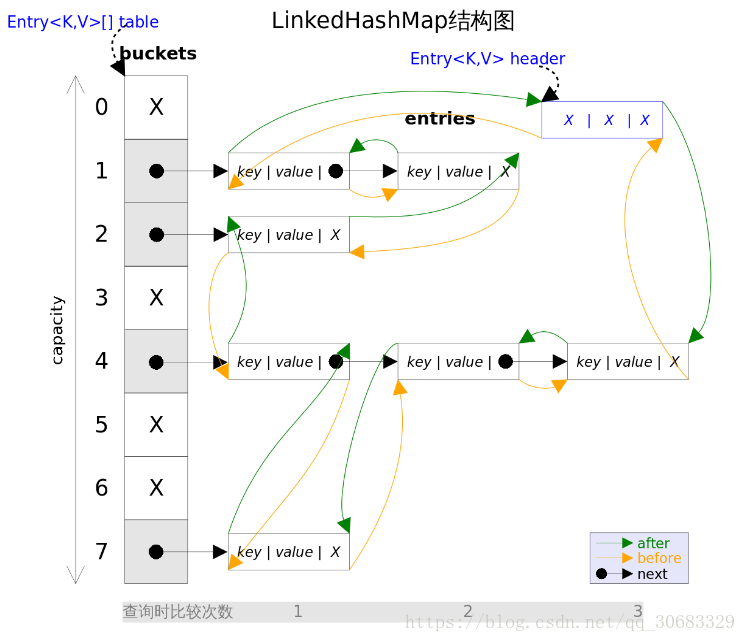 LinkedHashMap结构图
Entry<K,V>[] table
buckets
Entry<K,V> header
entries
0 X
X | X | X
1 key | value | key | value | X
2 key | value | X
3 X
capacity
4 key | value | key | value | key | value | X
5 X
6 X
7 key | value | X
after
before
next
查询时比较次数 1 2 3
https://blog.csdn.net/qq_30683329